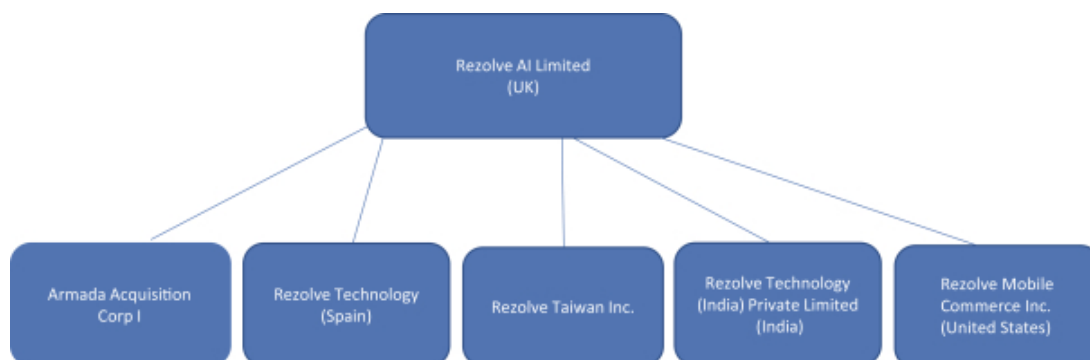 Rezolve AI Limited
(UK)
Armada Acquisition
Corp I
Rezolve Technology
(Spain)
Rezolve Taiwan Inc.
Rezolve Technology
(India) Private Limited
(India)
Rezolve Mobile
Commerce Inc.
(United States)